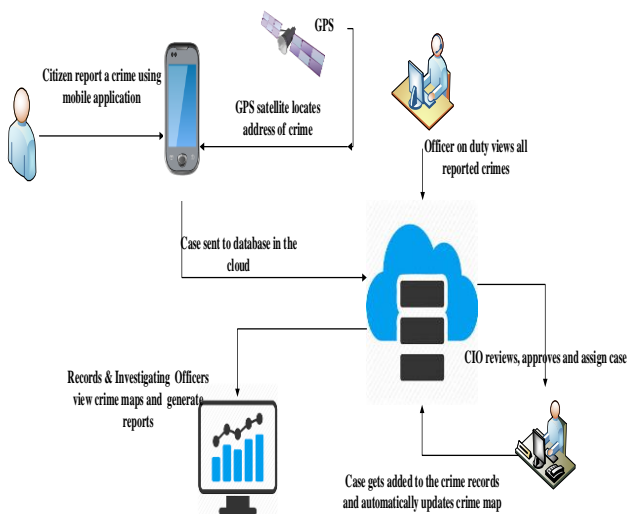 GPS
Citizen report a crime using
mobile application
GPS satellite locates
address of crime
Officer on duty views all
reported crimes
Case sent to database in the
cloud
CIO reviews, approves and assign case
Records & Investigating Officers
view crime maps and generate
reports
Case gets added to the crime records
and automatically updates crime map